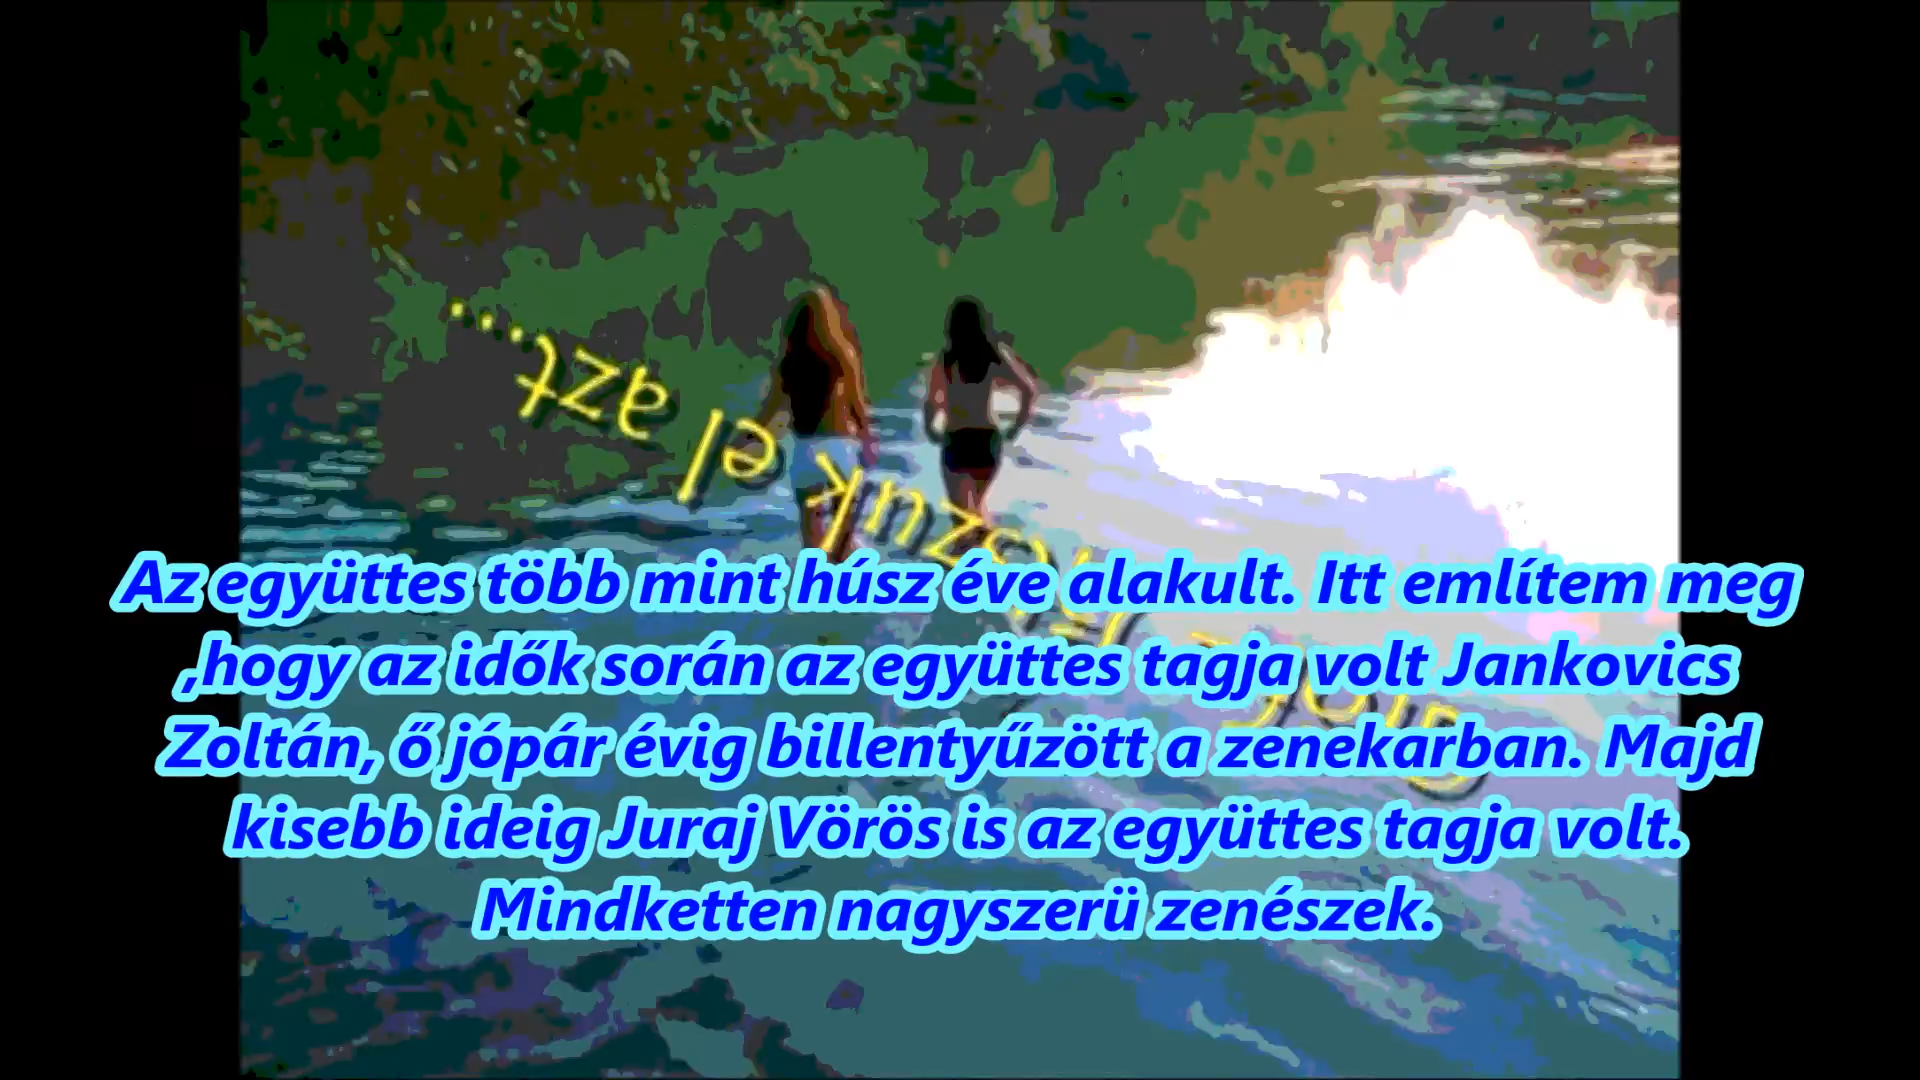 el azt....
Az együttes több mint húsz éve alakult. Itt említem meg
,hogy az idők során az együttes tagja volt Jankovics
Zoltán, ő jópár évig billentyűzött a zenekarban. Majd
kisebb ideig Juraj Vörös is az együttes tagja volt.
Mindketten nagyszerü zenészek.